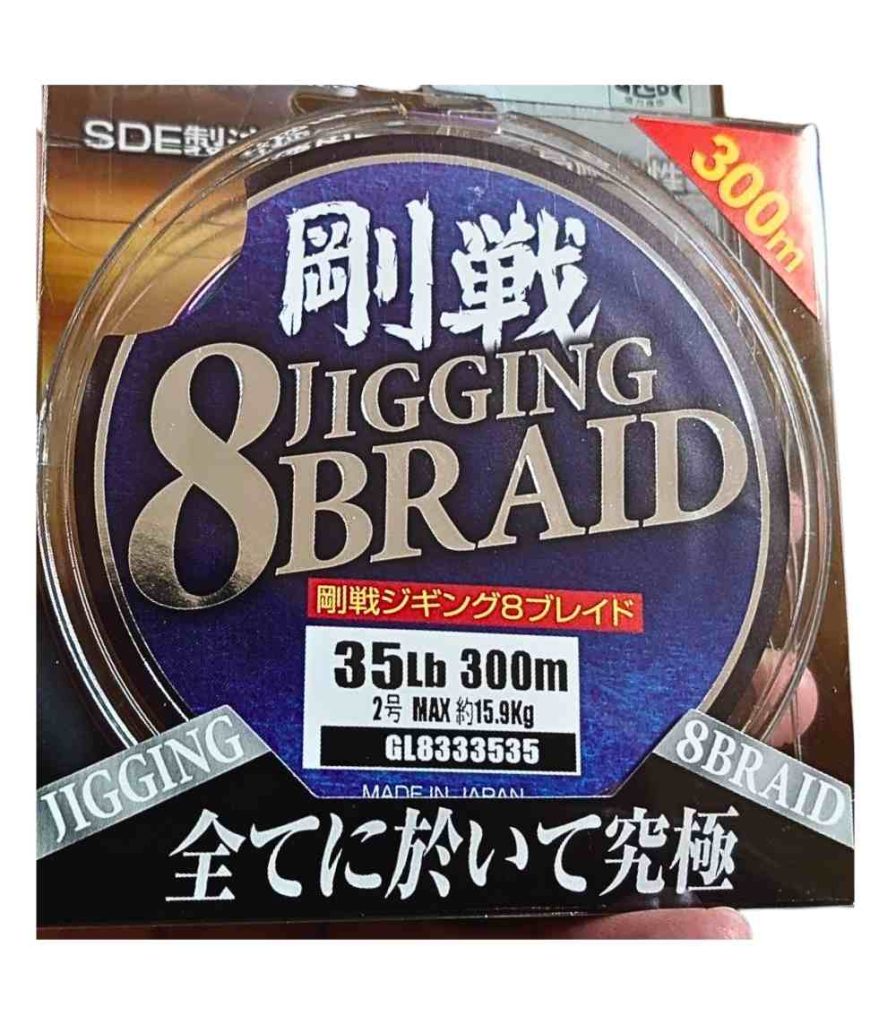 SDE製法
300m
剛戦
JIGGING
8BRAID
剛戦ジギング8ブレイド
35Lb 300m
2号 MAX 約15.9Kg
GL8333535
MADE IN JAPAN
JIGGING
8BRAID
全てに於いて究極